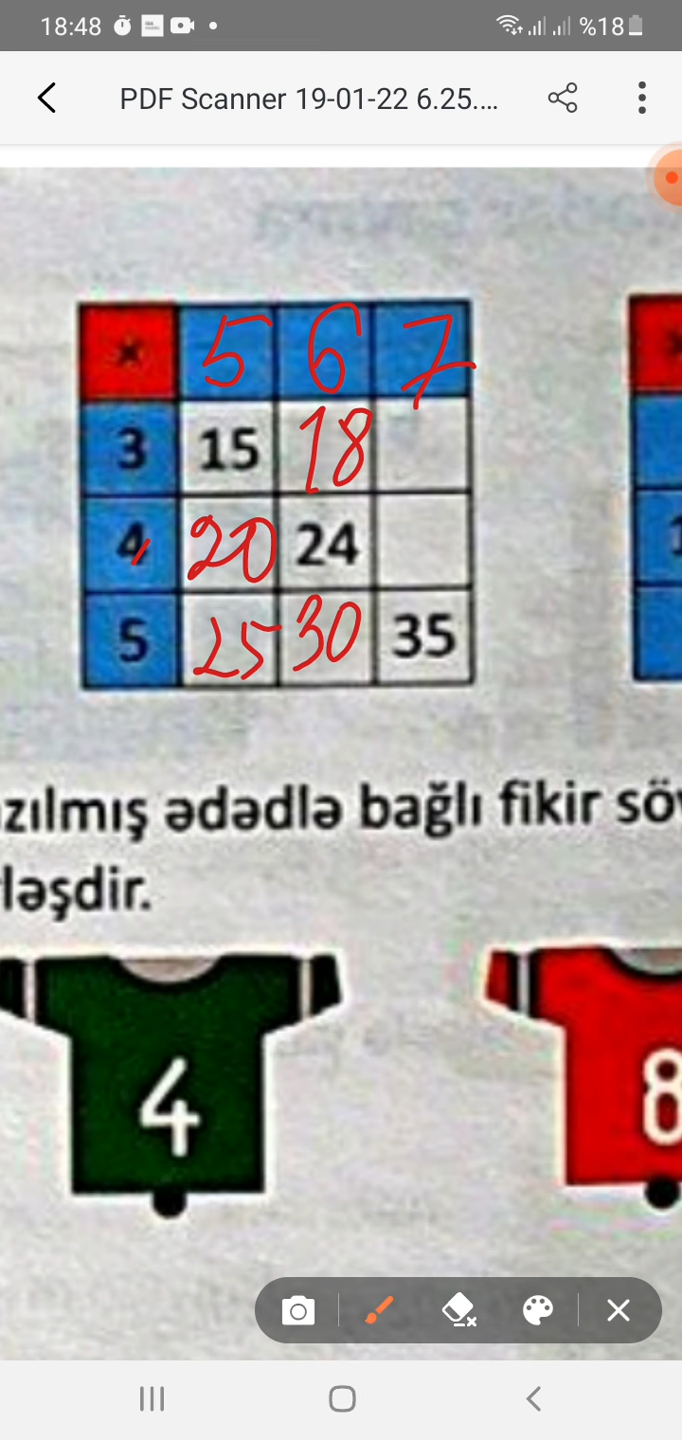 18:48 %18
PDF Scanner 19-01-22 6.25....
× 5 6 7
3 15 18
4 20 24
5 25 30 35
zılmış ədədlə bağlı fikir
ləşdir.
4 8